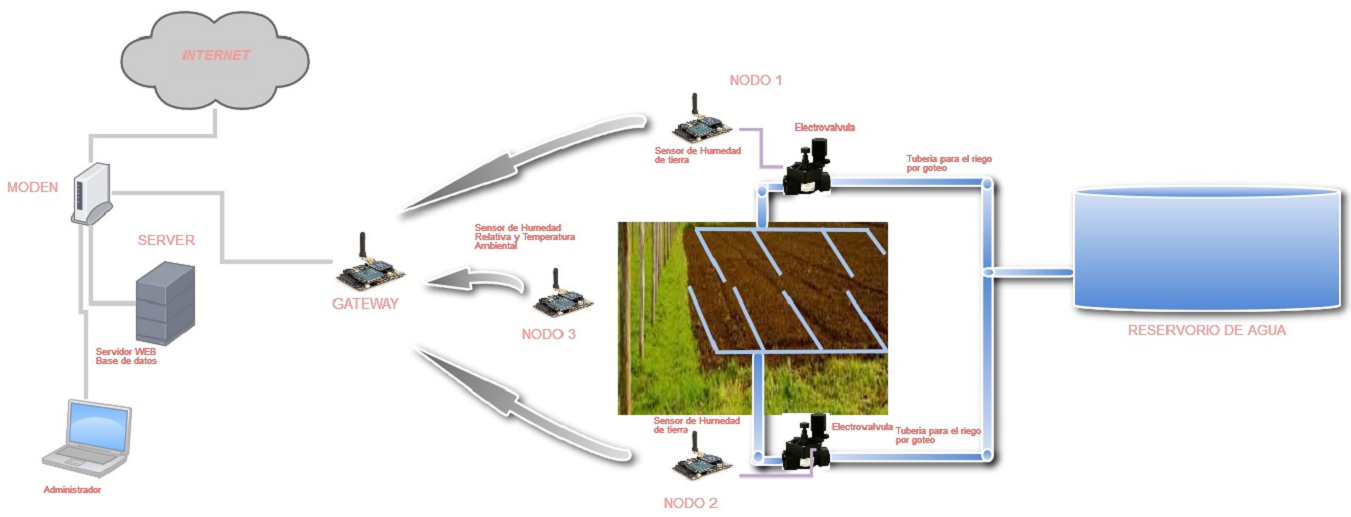 INTERNET
MODEN
SERVER
Servidor WEB
Base de datos
Administrador
GATEWAY
Sensor de Humedad
Relativa y Temperatura
Ambiental
NODO 3
NODO 1
Sensor de Humedad
de tierra
Electrovalvula
Tuberia para el riego
por goteo
RESERVORIO DE AGUA
Sensor de Humedad
de tierra
Electrovalvula
Tuberia para el riego
por goteo
NODO 2